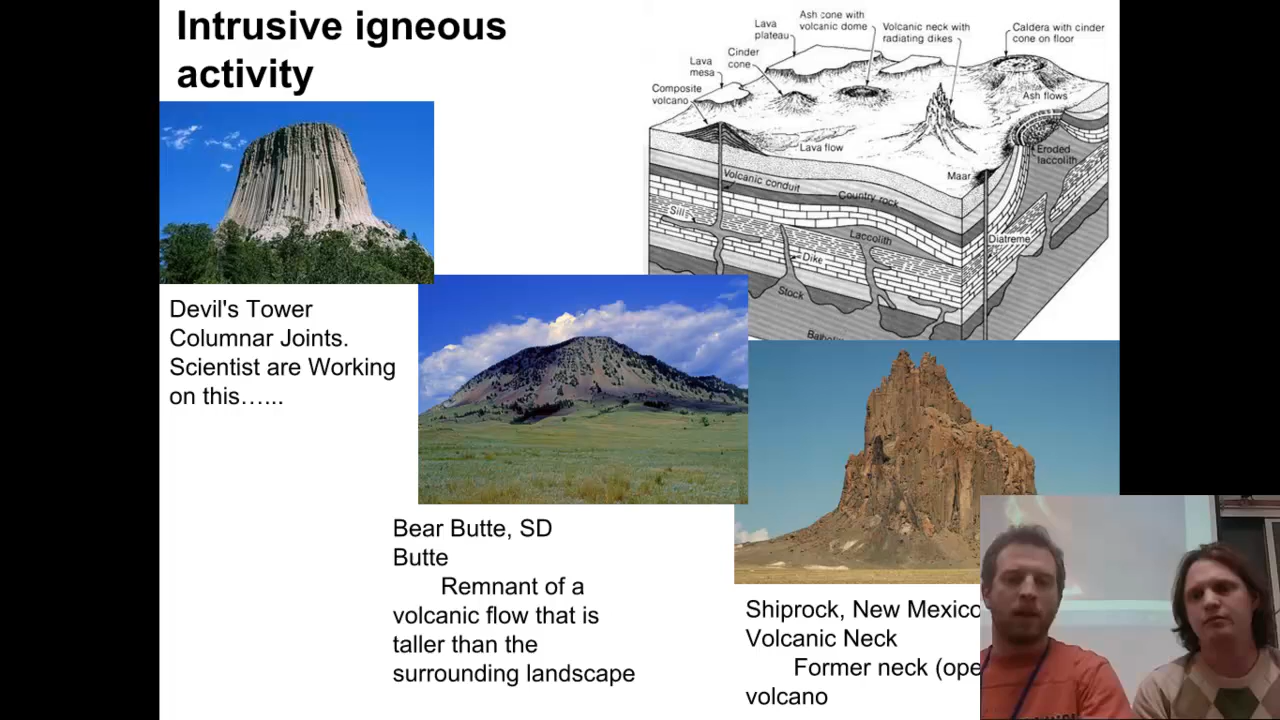 Intrusive igneous
activity
Devil's Tower
Columnar Joints.
Scientist are Working
on this…...
Bear Butte, SD
Butte
Remnant of a
volcanic flow that is
taller than the
surrounding landscape
Shiprock, New Mexico
Volcanic Neck
Former neck (ope
volcano
Lava
plateau
Ash cone with
volcanic dome
Volcanic neck with
radiating dikes
Caldera with cinder
cone on floor
Lava
mesa
Cinder
cone
Composite
volcano
Ash flows
Lava flow
Eroded
laccolith
Maar
Volcanic conduit
Country rock
Sill
Laccolith
Diatreme
Dike
Stock